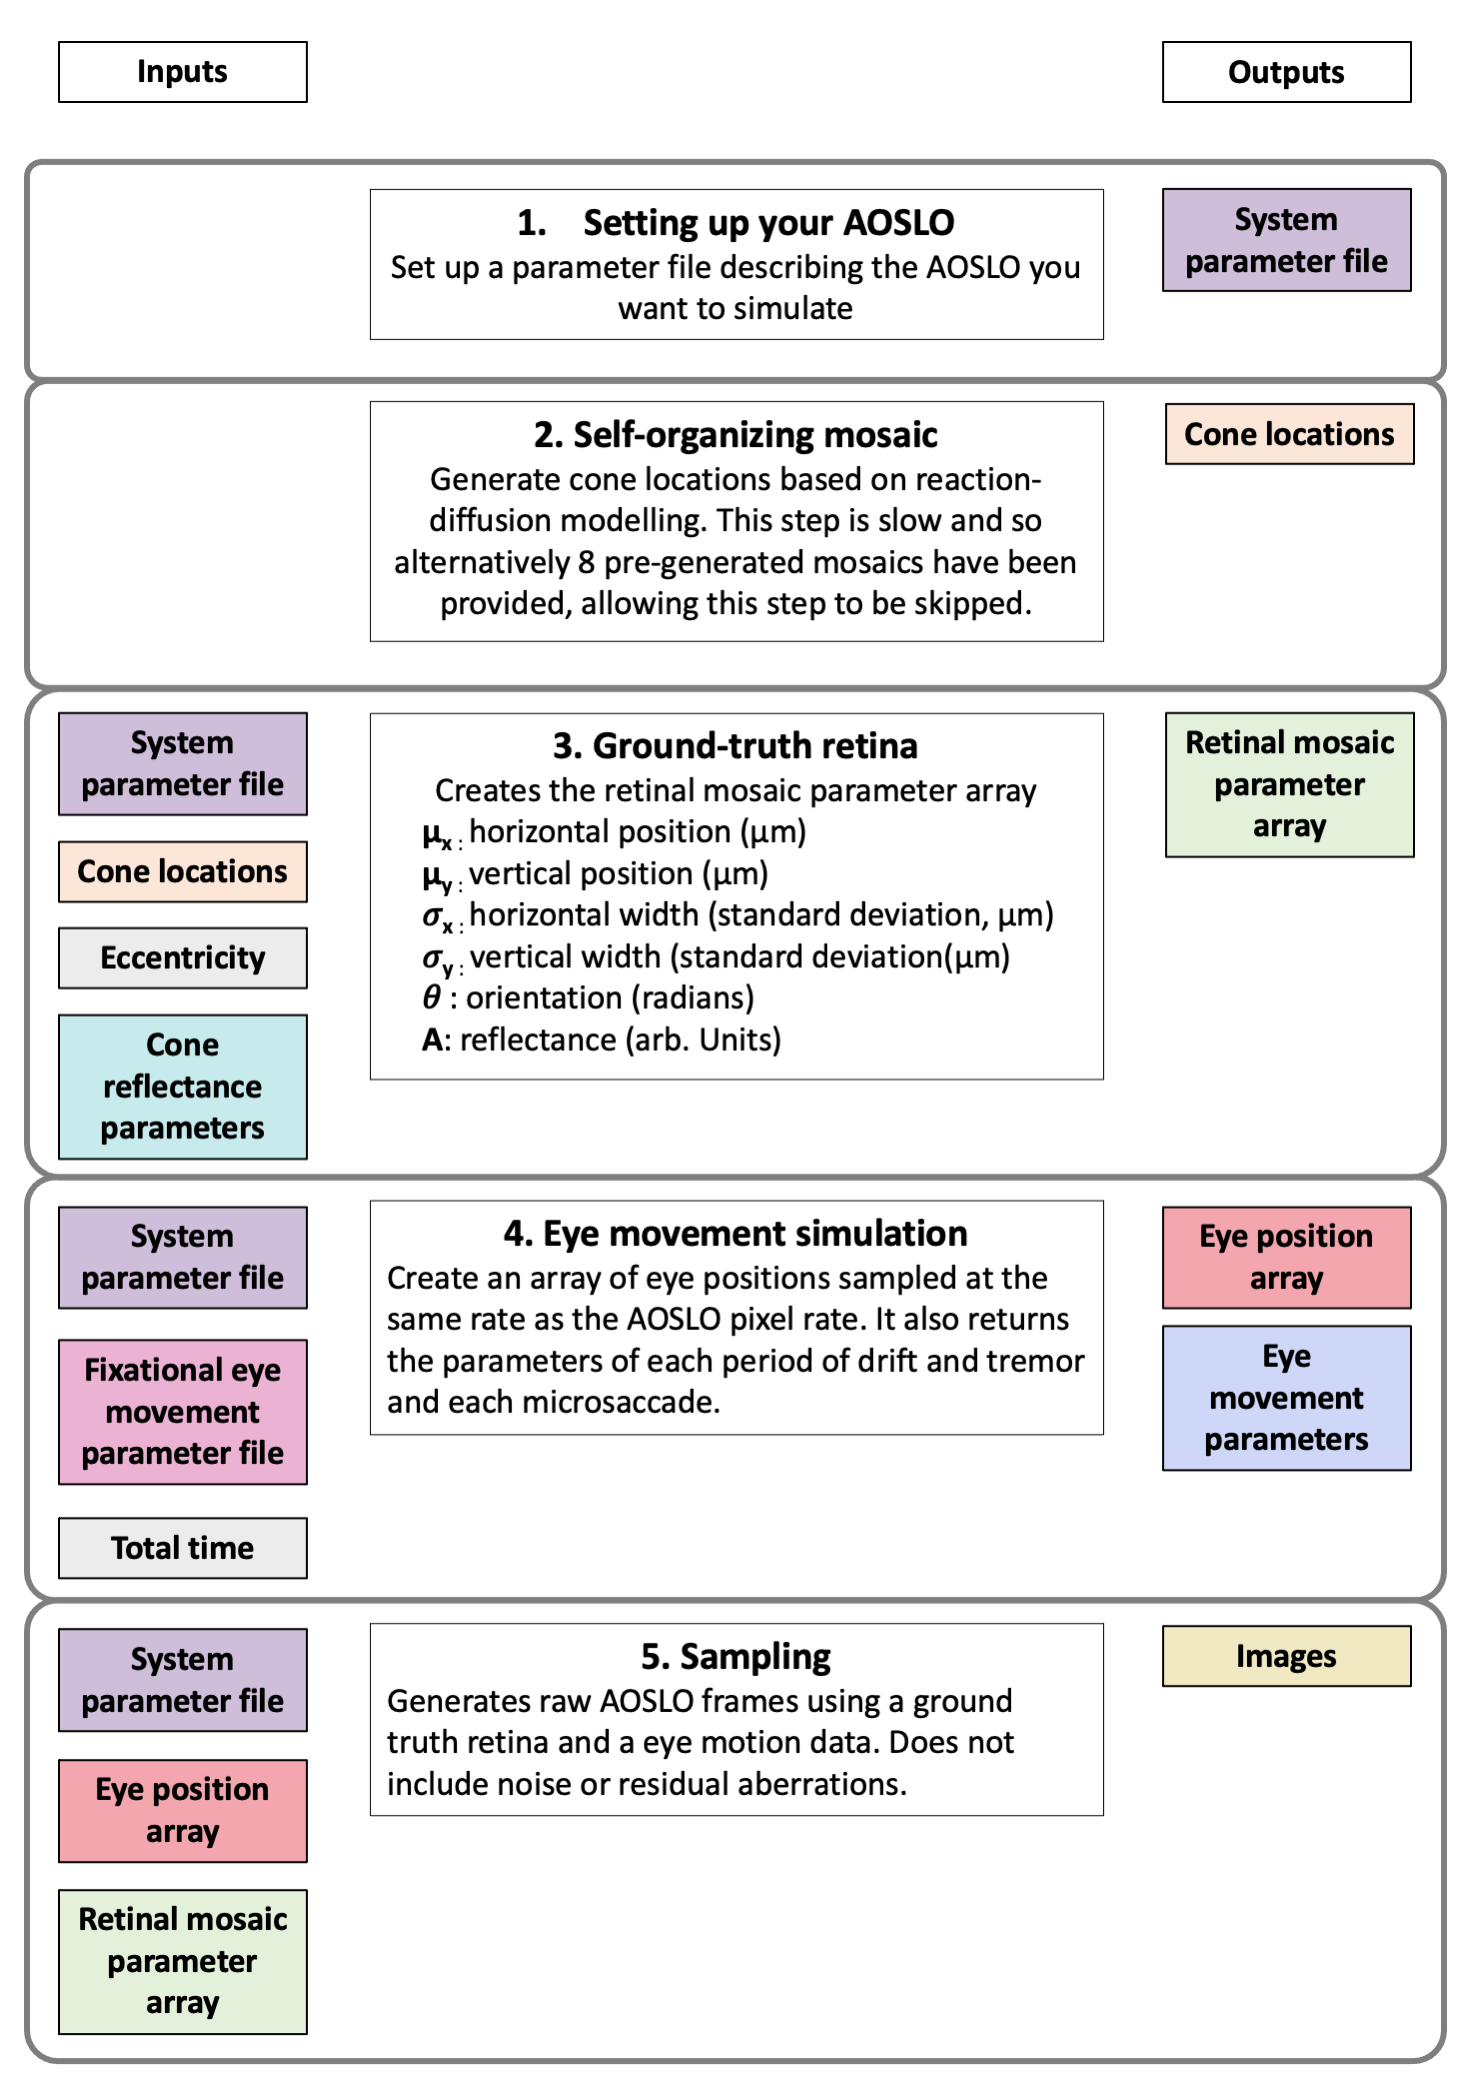 Inputs
Outputs
1. Setting up your AOSLO
Set up a parameter file describing the AOSLO you
want to simulate
System
parameter file
2. Self-organizing mosaic
Generate cone locations based on reaction-
diffusion modelling. This step is slow and so
alternatively 8 pre-generated mosaics have been
provided, allowing this step to be skipped.
Cone locations
System
parameter file
Cone locations
Eccentricity
Cone
reflectance
parameters
3. Ground-truth retina
Creates the retinal mosaic parameter array
μx : horizontal position (μm)
μy : vertical position (μm)
σx : horizontal width (standard deviation, μm)
σy : vertical width (standard deviation(μm)
θ : orientation (radians)
A: reflectance (arb. Units)
Retinal mosaic
parameter
array
System
parameter file
Fixational eye
movement
parameter file
Total time
4. Eye movement simulation
Create an array of eye positions sampled at the
same rate as the AOSLO pixel rate. It also returns
the parameters of each period of drift and tremor
and each microsaccade.
Eye position
array
Eye
movement
parameters
System
parameter file
Eye position
array
Retinal mosaic
parameter
array
5. Sampling
Generates raw AOSLO frames using a ground
truth retina and a eye motion data. Does not
include noise or residual aberrations.
Images